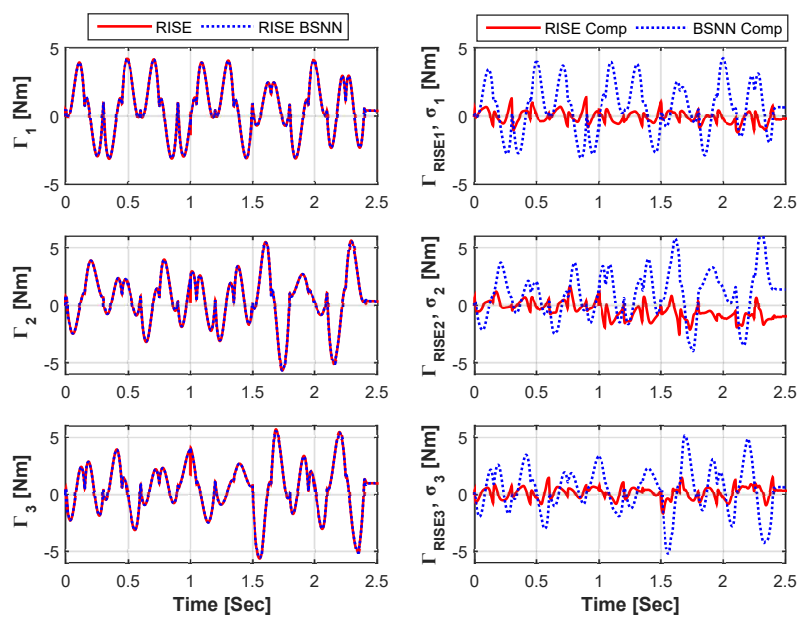 RISE RISE BSNN
RISE Comp BSNN Comp
Γ1 [Nm]
5
0
-5
0 0.5 1 1.5 2 2.5
ΓRISE1, σ1 [Nm]
5
0
-5
0 0.5 1 1.5 2 2.5
Γ2 [Nm]
5
0
-5
0 0.5 1 1.5 2 2.5
ΓRISE2, σ2 [Nm]
5
0
-5
0 0.5 1 1.5 2 2.5
Γ3 [Nm]
5
0
-5
0 0.5 1 1.5 2 2.5
Time [Sec]
ΓRISE3, σ3 [Nm]
5
0
-5
0 0.5 1 1.5 2 2.5
Time [Sec]